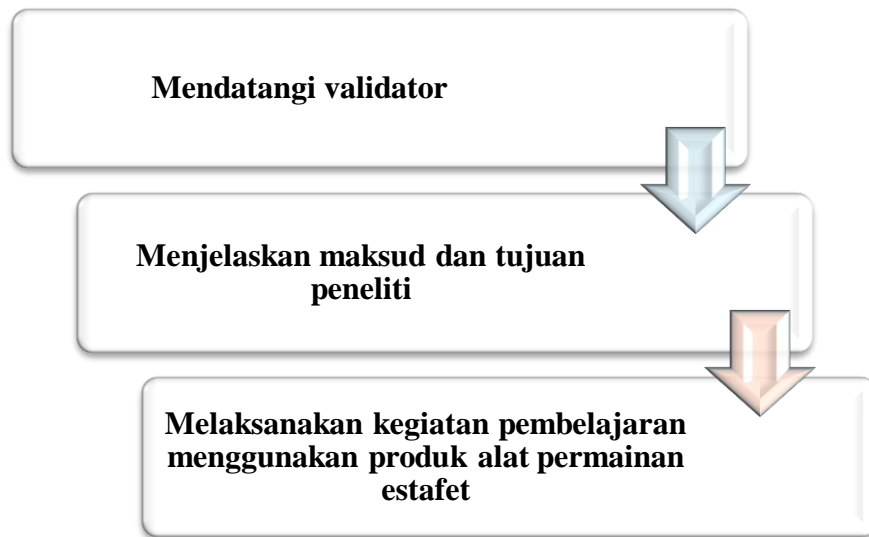 Mendatangi validator
Menjelaskan maksud dan tujuan
peneliti
Melaksanakan kegiatan pembelajaran
menggunakan produk alat permainan
estafet